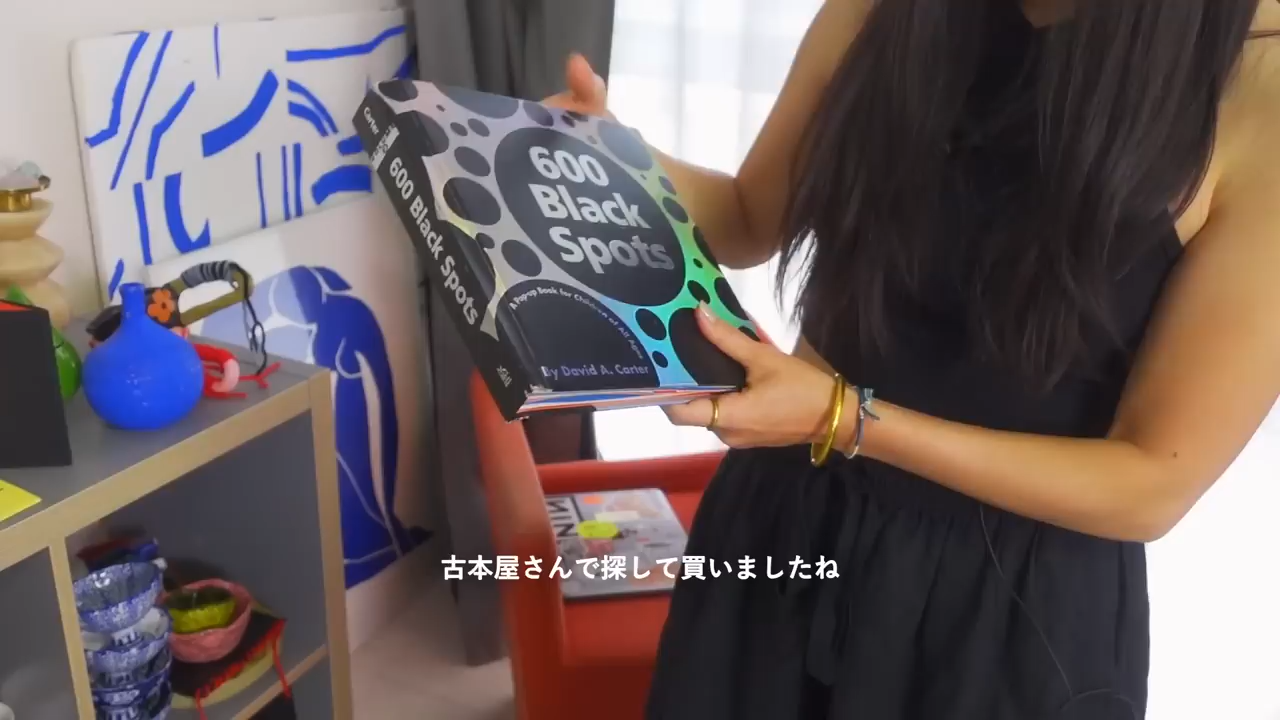 Carter
600 Black Spots
600
Black
Spots
A Pop-up Book for Children of All Ages
By David A. Carter
古本屋さんで探して買いましたね